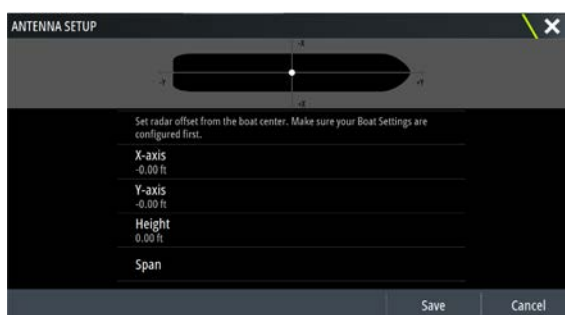 ANTENNA SETUP
-X
-Y
+Y
+X
Set radar offset from the boat center. Make sure your Boat Settings are
configured first.
X-axis
-0.00 ft
Y-axis
-0.00 ft
Height
0.00 ft
Span
Save
Cancel